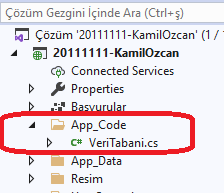 Çözüm Gezgini İçinde Ara (Ctrl+ş)
Çözüm '20111111-KamilOzcan' (1 /
20111111-KamilOzcan
Connected Services
Properties
Başvurular
App_Code
C# VeriTabani.cs
App_Data
Resim